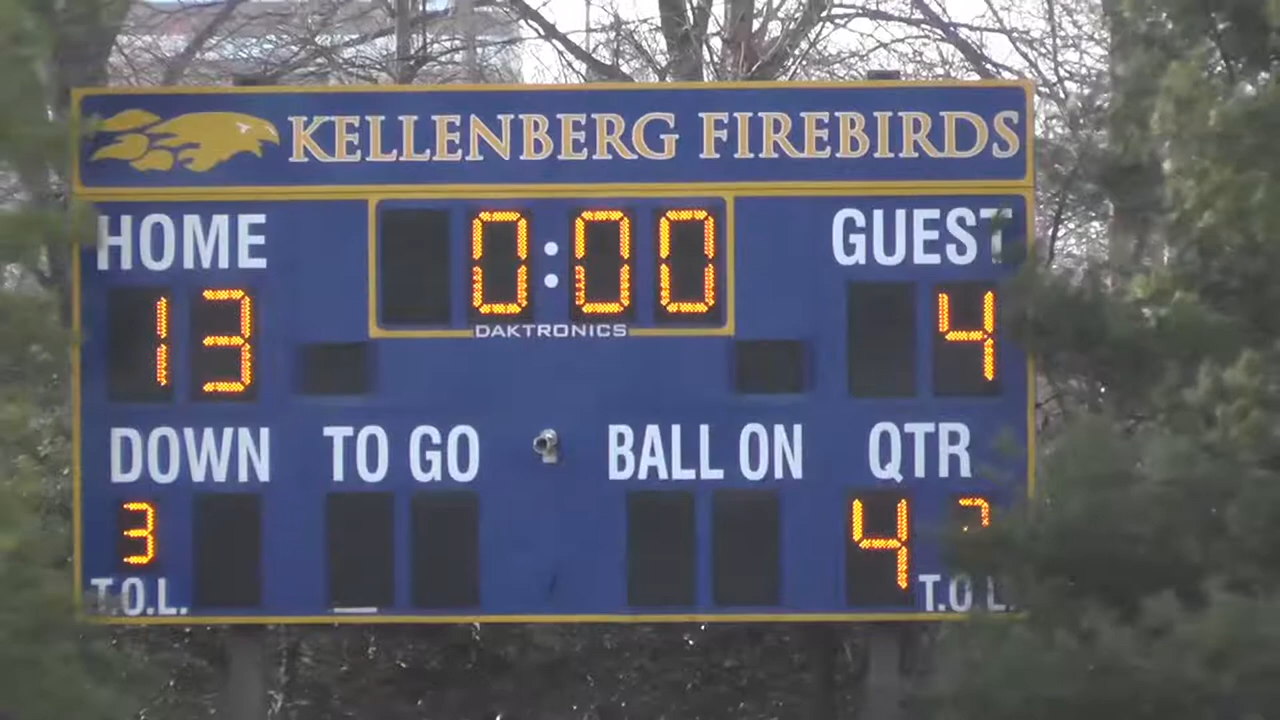 KELLENBERG FIREBIRDS
HOME 0:00 GUEST
DAKTRONICS
13 4
DOWN TO GO BALL ON QTR
3 4
T.O.L. T.O.L.